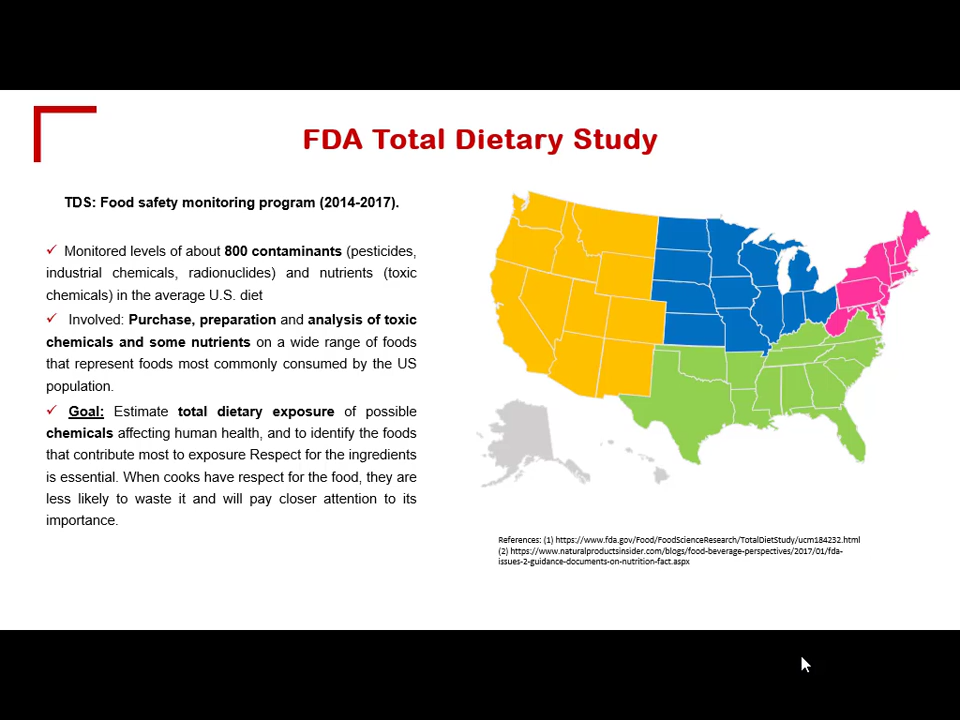 FDA Total Dietary Study
TDS: Food safety monitoring program (2014-2017).
✓ Monitored levels of about 800 contaminants (pesticides,
industrial chemicals, radionuclides) and nutrients (toxic
chemicals) in the average U.S. diet
✓ Involved: Purchase, preparation and analysis of toxic
chemicals and some nutrients on a wide range of foods
that represent foods most commonly consumed by the US
population.
✓ Goal: Estimate total dietary exposure of possible
chemicals affecting human health, and to identify the foods
that contribute most to exposure Respect for the ingredients
is essential. When cooks have respect for the food, they are
less likely to waste it and will pay closer attention to its
importance.
References: (1) https://www.fda.gov/Food/FoodScienceResearch/TotalDietStudy/ucm184232.html
(2) https://www.naturalproductsinsider.com/blogs/food-beverage-perspectives/2017/01/fda-
issues-2-guidance-documents-on-nutrition-fact.aspx